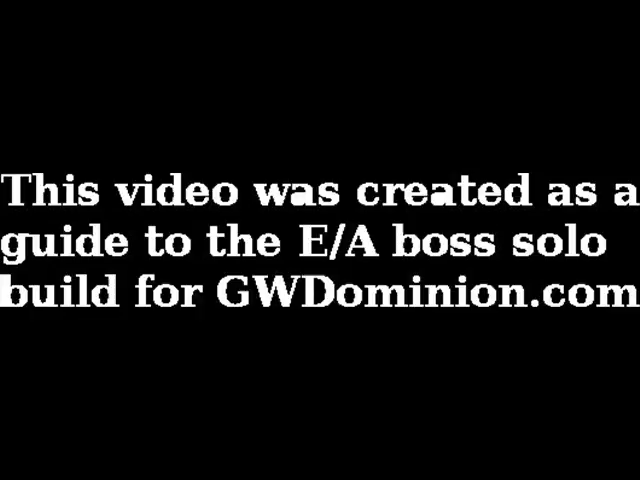 This video was created as a
guide to the E/A boss solo
build for GWDominion.com